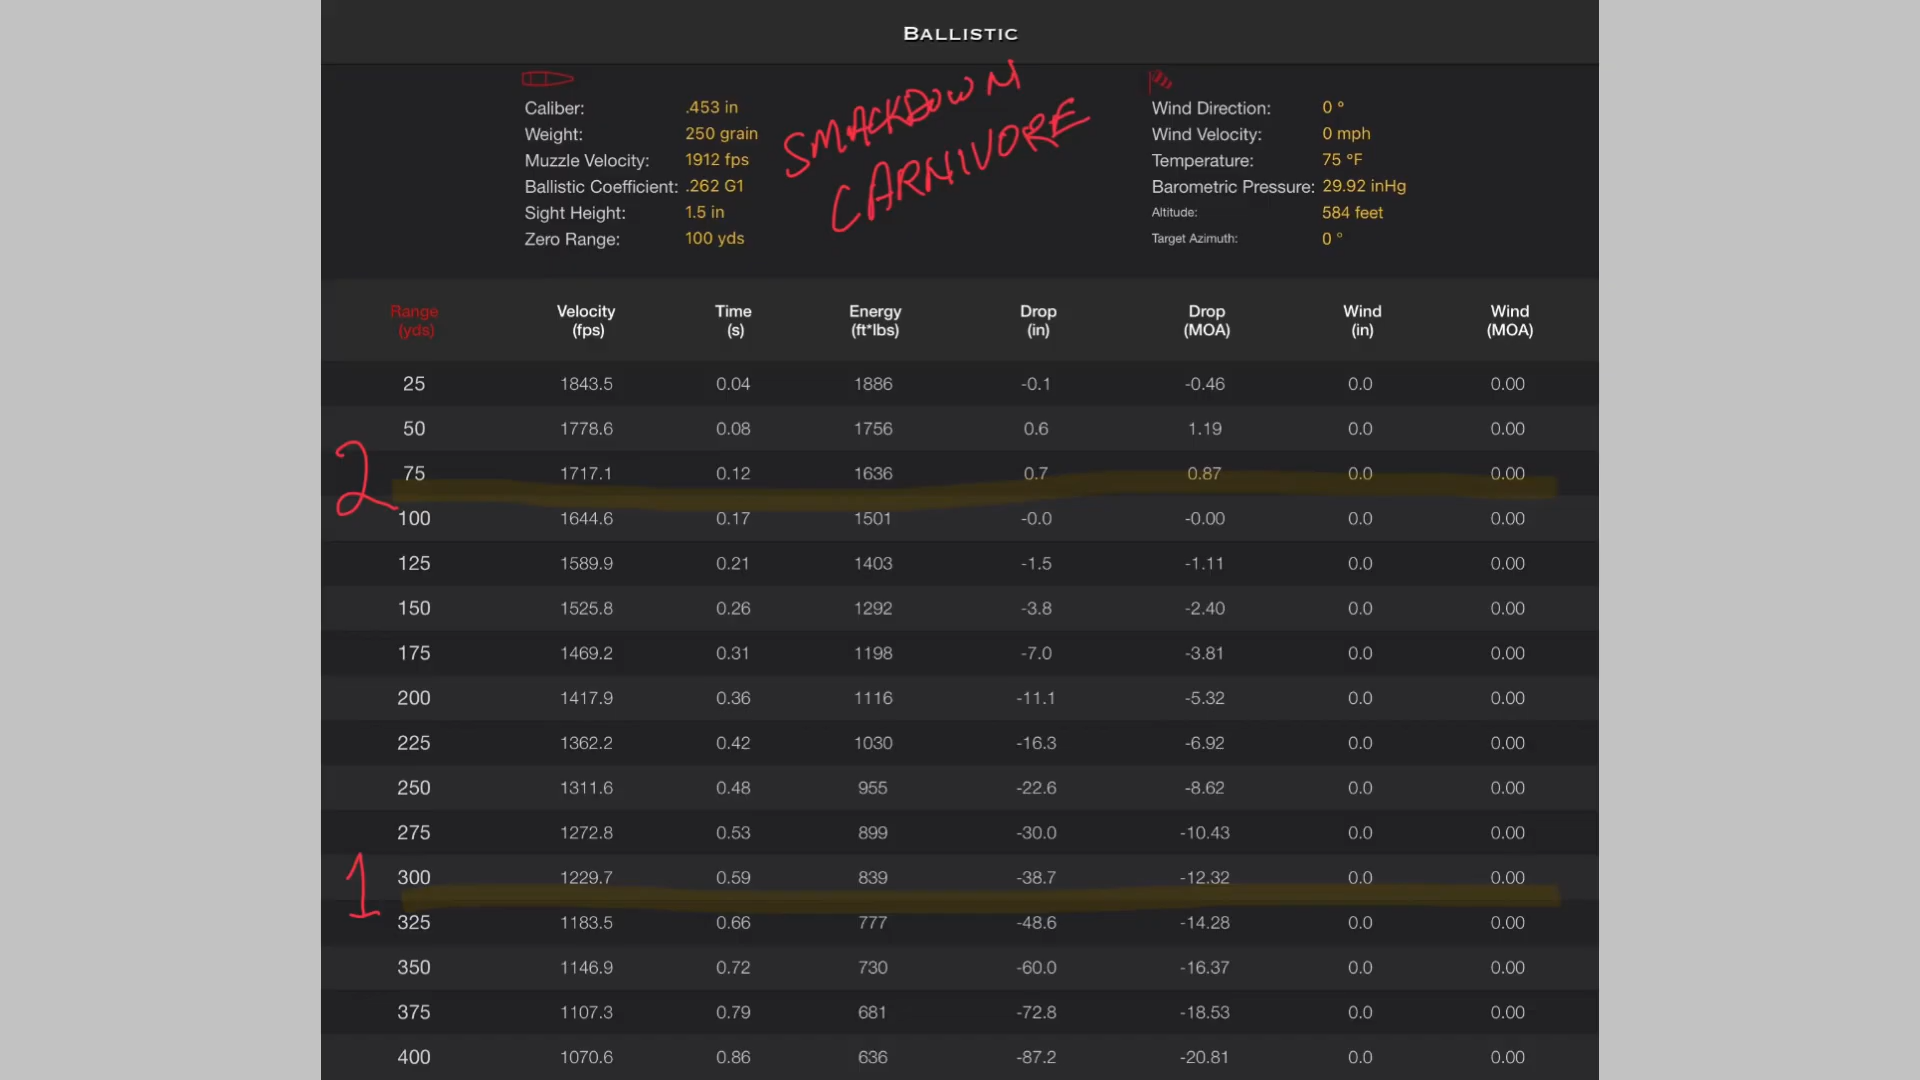 BALLISTIC
Caliber: .453 in
Weight: 250 grain
Muzzle Velocity: 1912 fps
Ballistic Coefficient: .262 G1
Sight Height: 1.5 in
Zero Range: 100 yds
SMACKDOWN
CARNIVORE
Wind Direction: 0 °
Wind Velocity: 0 mph
Temperature: 75 ºF
Barometric Pressure: 29.92 inHg
Altitude: 584 feet
Target Azimuth: 0 °
Range (yds) Velocity (fps) Time (s) Energy (ft*lbs) Drop (in) Drop (MOA) Wind (in) Wind (MOA)
25 1843.5 0.04 1886 -0.1 -0.46 0.0 0.00
50 1778.6 0.08 1756 0.6 1.19 0.0 0.00
2 75 1717.1 0.12 1636 0.7 0.87 0.0 0.00
100 1644.6 0.17 1501 -0.0 -0.00 0.0 0.00
125 1589.9 0.21 1403 -1.5 -1.11 0.0 0.00
150 1525.8 0.26 1292 -3.8 -2.40 0.0 0.00
175 1469.2 0.31 1198 -7.0 -3.81 0.0 0.00
200 1417.9 0.36 1116 -11.1 -5.32 0.0 0.00
225 1362.2 0.42 1030 -16.3 -6.92 0.0 0.00
250 1311.6 0.48 955 -22.6 -8.62 0.0 0.00
275 1272.8 0.53 899 -30.0 -10.43 0.0 0.00
1 300 1229.7 0.59 839 -38.7 -12.32 0.0 0.00
325 1183.5 0.66 777 -48.6 -14.28 0.0 0.00
350 1146.9 0.72 730 -60.0 -16.37 0.0 0.00
375 1107.3 0.79 681 -72.8 -18.53 0.0 0.00
400 1070.6 0.86 636 -87.2 -20.81 0.0 0.00